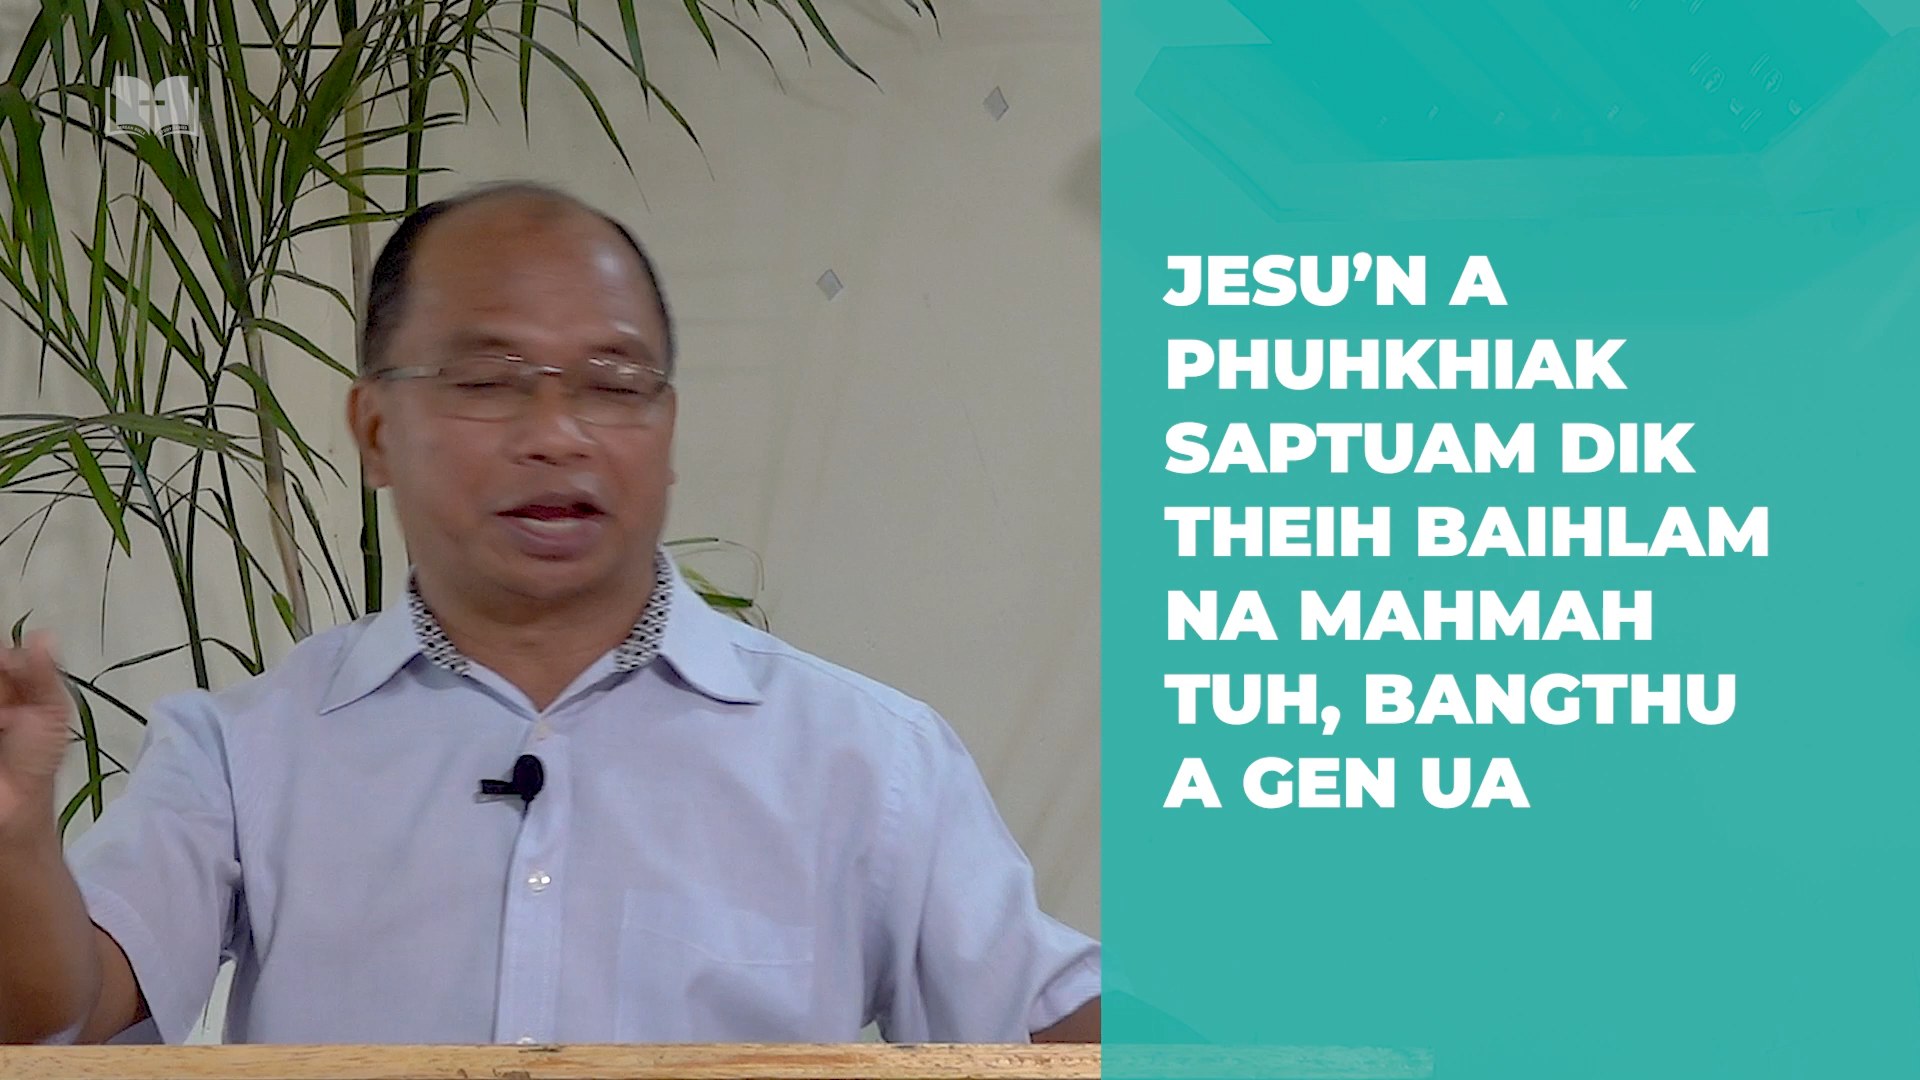 JESU’N A
PHUHKHIAK
SAPTUAM DIK
THEIH BAIHLAM
NA MAHMAH
TUH, BANGTHU
A GEN UA